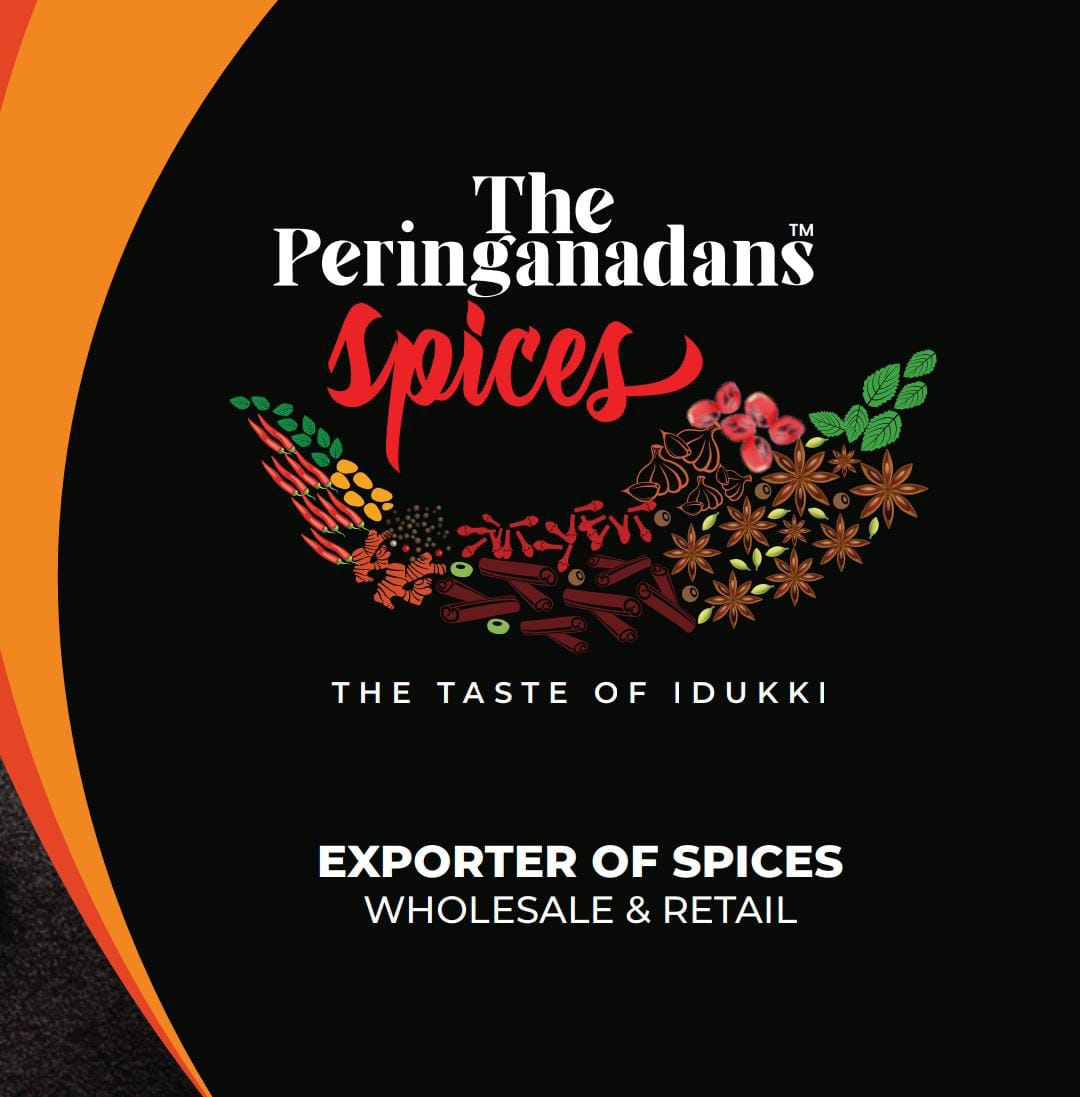 The
Peringanadans™
spices
THE TASTE OF IDUKKI
EXPORTER OF SPICES
WHOLESALE & RETAIL